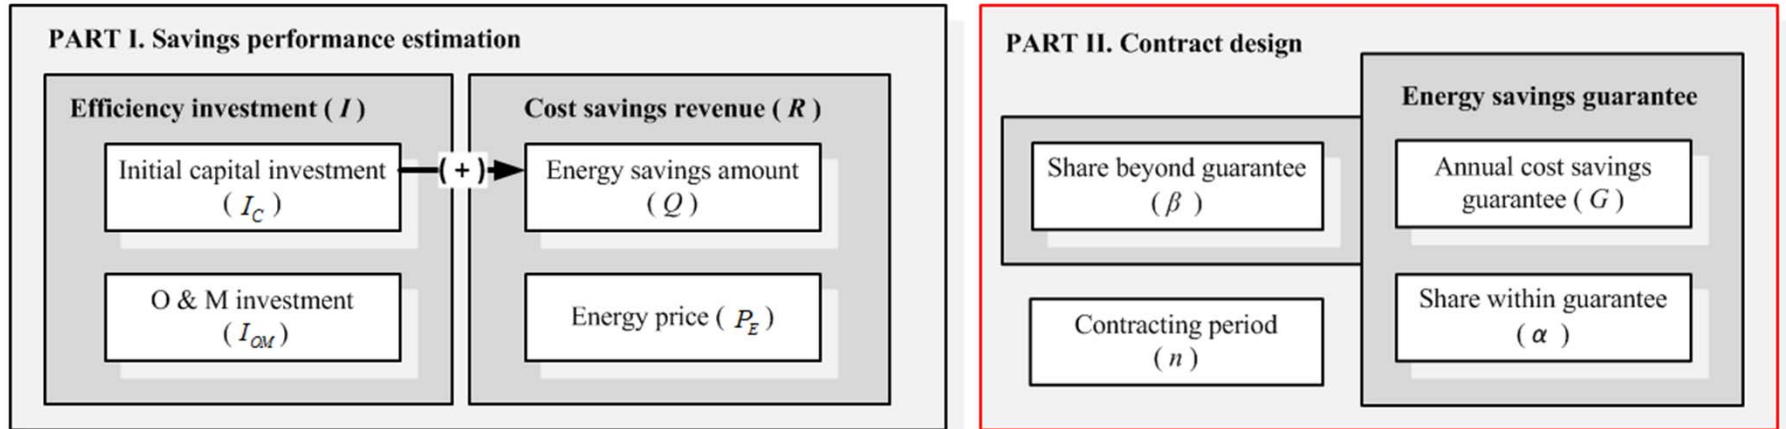 PART I. Savings performance estimation
Efficiency investment ( I )
Initial capital investment
( I_C )
O & M investment
( I_OM )
( + )
Cost savings revenue ( R )
Energy savings amount
( Q )
Energy price ( P_E )
PART II. Contract design
Share beyond guarantee
( β )
Contracting period
( n )
Energy savings guarantee
Annual cost savings
guarantee ( G )
Share within guarantee
( α )